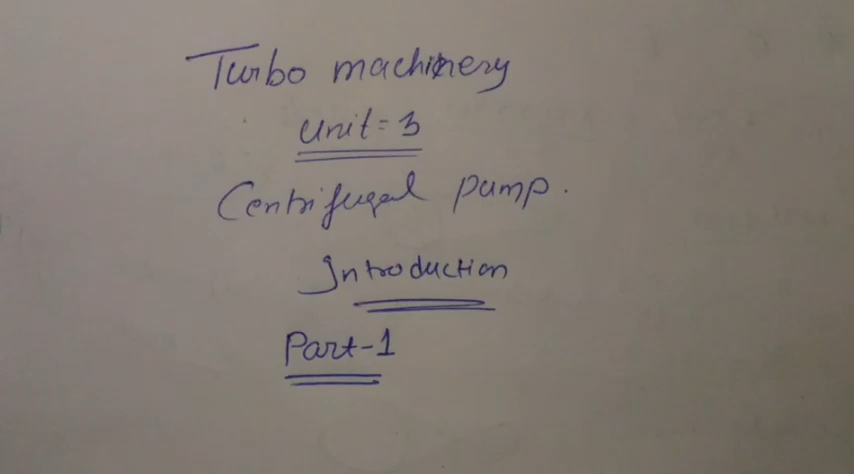 Turbo machinery
Unit=3
Centrifugal pump.
Introduction
Part-1